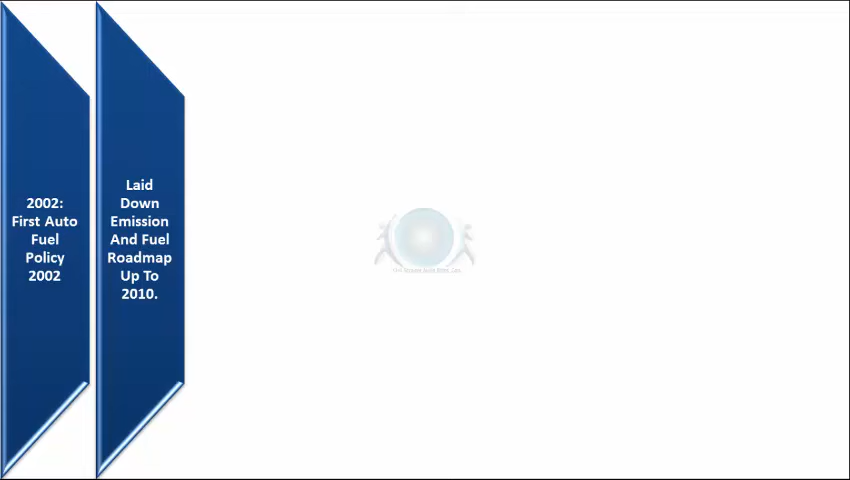 2002:
First Auto
Fuel
Policy
2002
Laid
Down
Emission
And Fuel
Roadmap
Up To
2010.